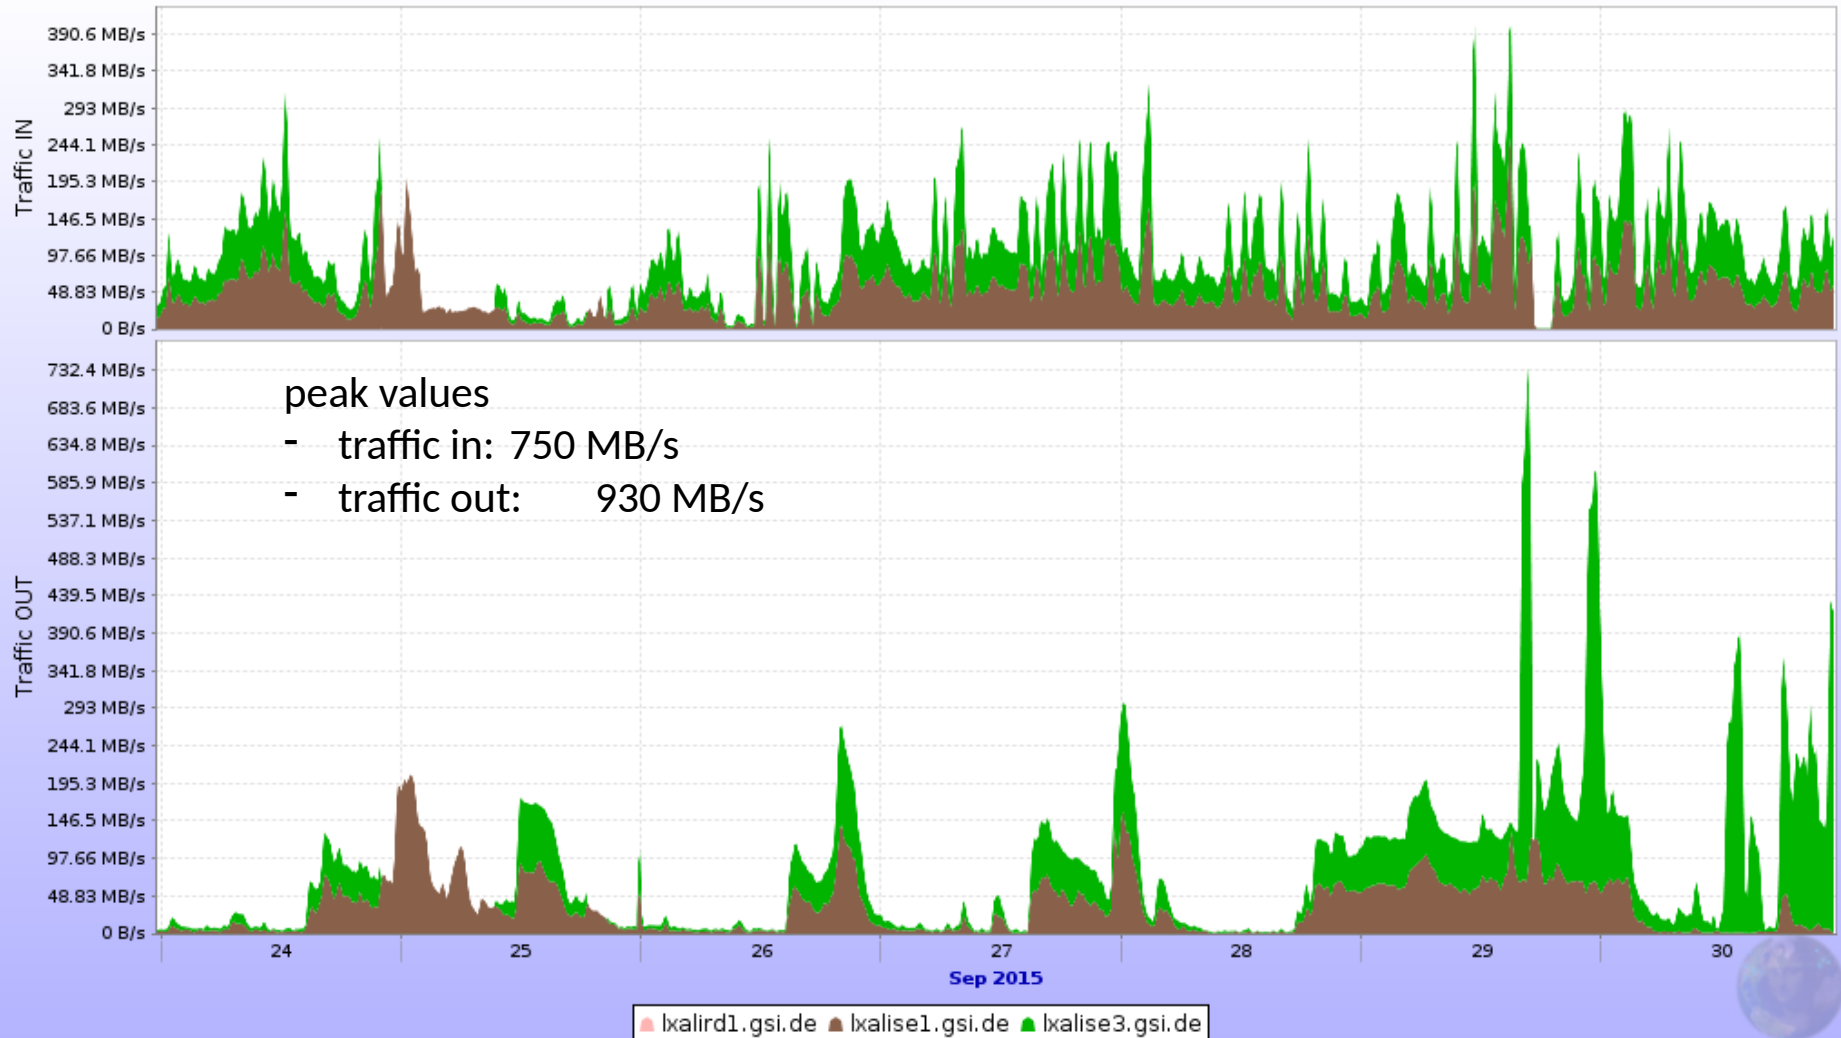 Traffic IN
390.6 MB/s
341.8 MB/s
293 MB/s
244.1 MB/s
195.3 MB/s
146.5 MB/s
97.66 MB/s
48.83 MB/s
0 B/s
Traffic OUT
732.4 MB/s
683.6 MB/s
634.8 MB/s
585.9 MB/s
537.1 MB/s
488.3 MB/s
439.5 MB/s
390.6 MB/s
341.8 MB/s
293 MB/s
244.1 MB/s
195.3 MB/s
146.5 MB/s
97.66 MB/s
48.83 MB/s
0 B/s
peak values
- traffic in: 750 MB/s
- traffic out: 930 MB/s
24 25 26 27 28 29 30
Sep 2015
lxalird1.gsi.de lxalise1.gsi.de lxalise3.gsi.de